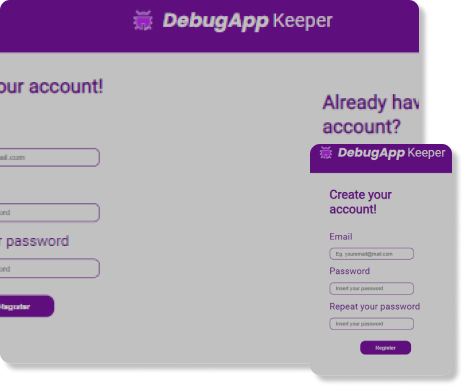 DebugApp Keeper
our account!
ail.com
ord
r password
ord
Register
Already hav
account?
DebugApp Keeper
Create your
account!
Email
Eg. youremail@mail.com
Password
Insert your password
Repeat your password
Insert your password
Register